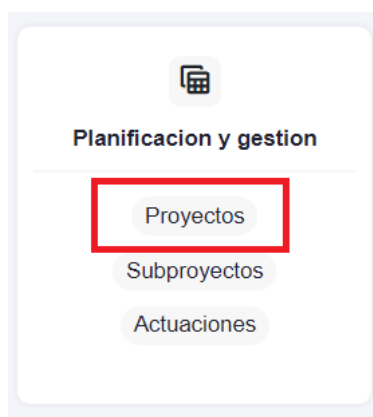 Planificacion y gestion
Proyectos
Subproyectos
Actuaciones